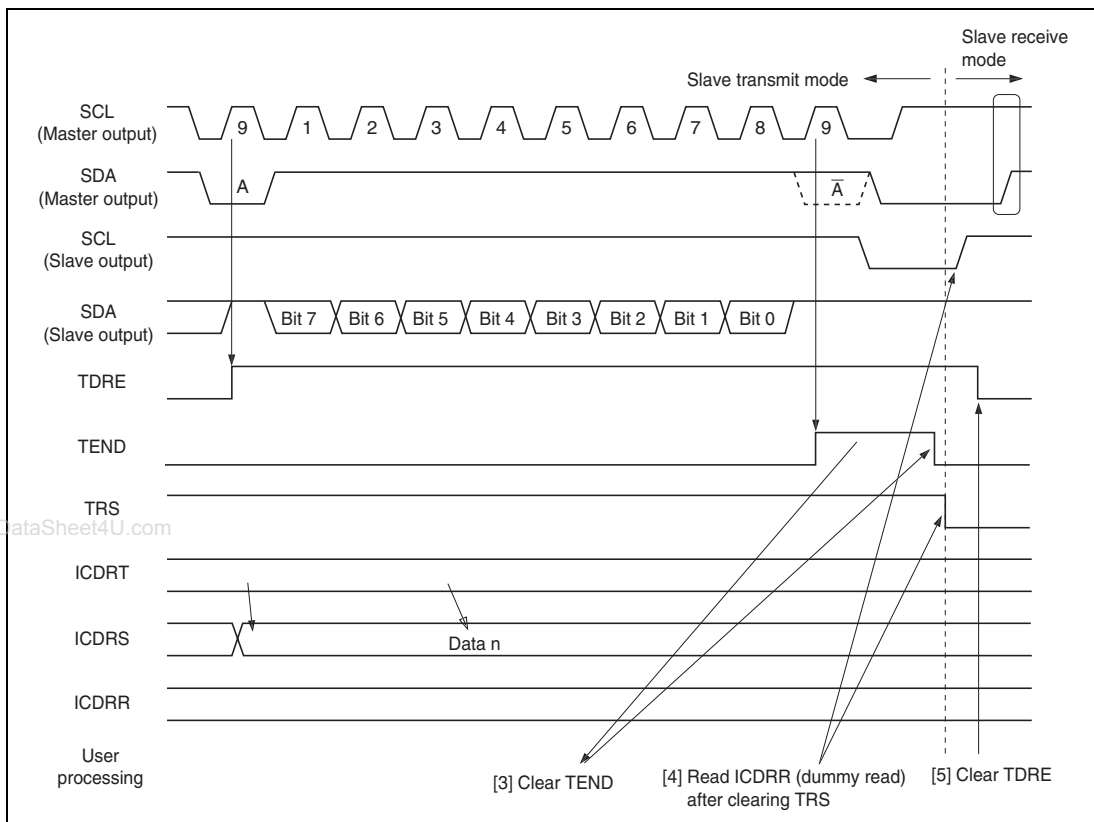 Slave receive
mode
Slave transmit mode
SCL
(Master output)
9 1 2 3 4 5 6 7 8 9
SDA
(Master output)
A A̅
SCL
(Slave output)
SDA
(Slave output)
Bit 7 Bit 6 Bit 5 Bit 4 Bit 3 Bit 2 Bit 1 Bit 0
TDRE
TEND
TRS
DataSheet4U.com
ICDRT
ICDRS
Data n
ICDRR
User
processing
[3] Clear TEND
[4] Read ICDRR (dummy read)
after clearing TRS
[5] Clear TDRE